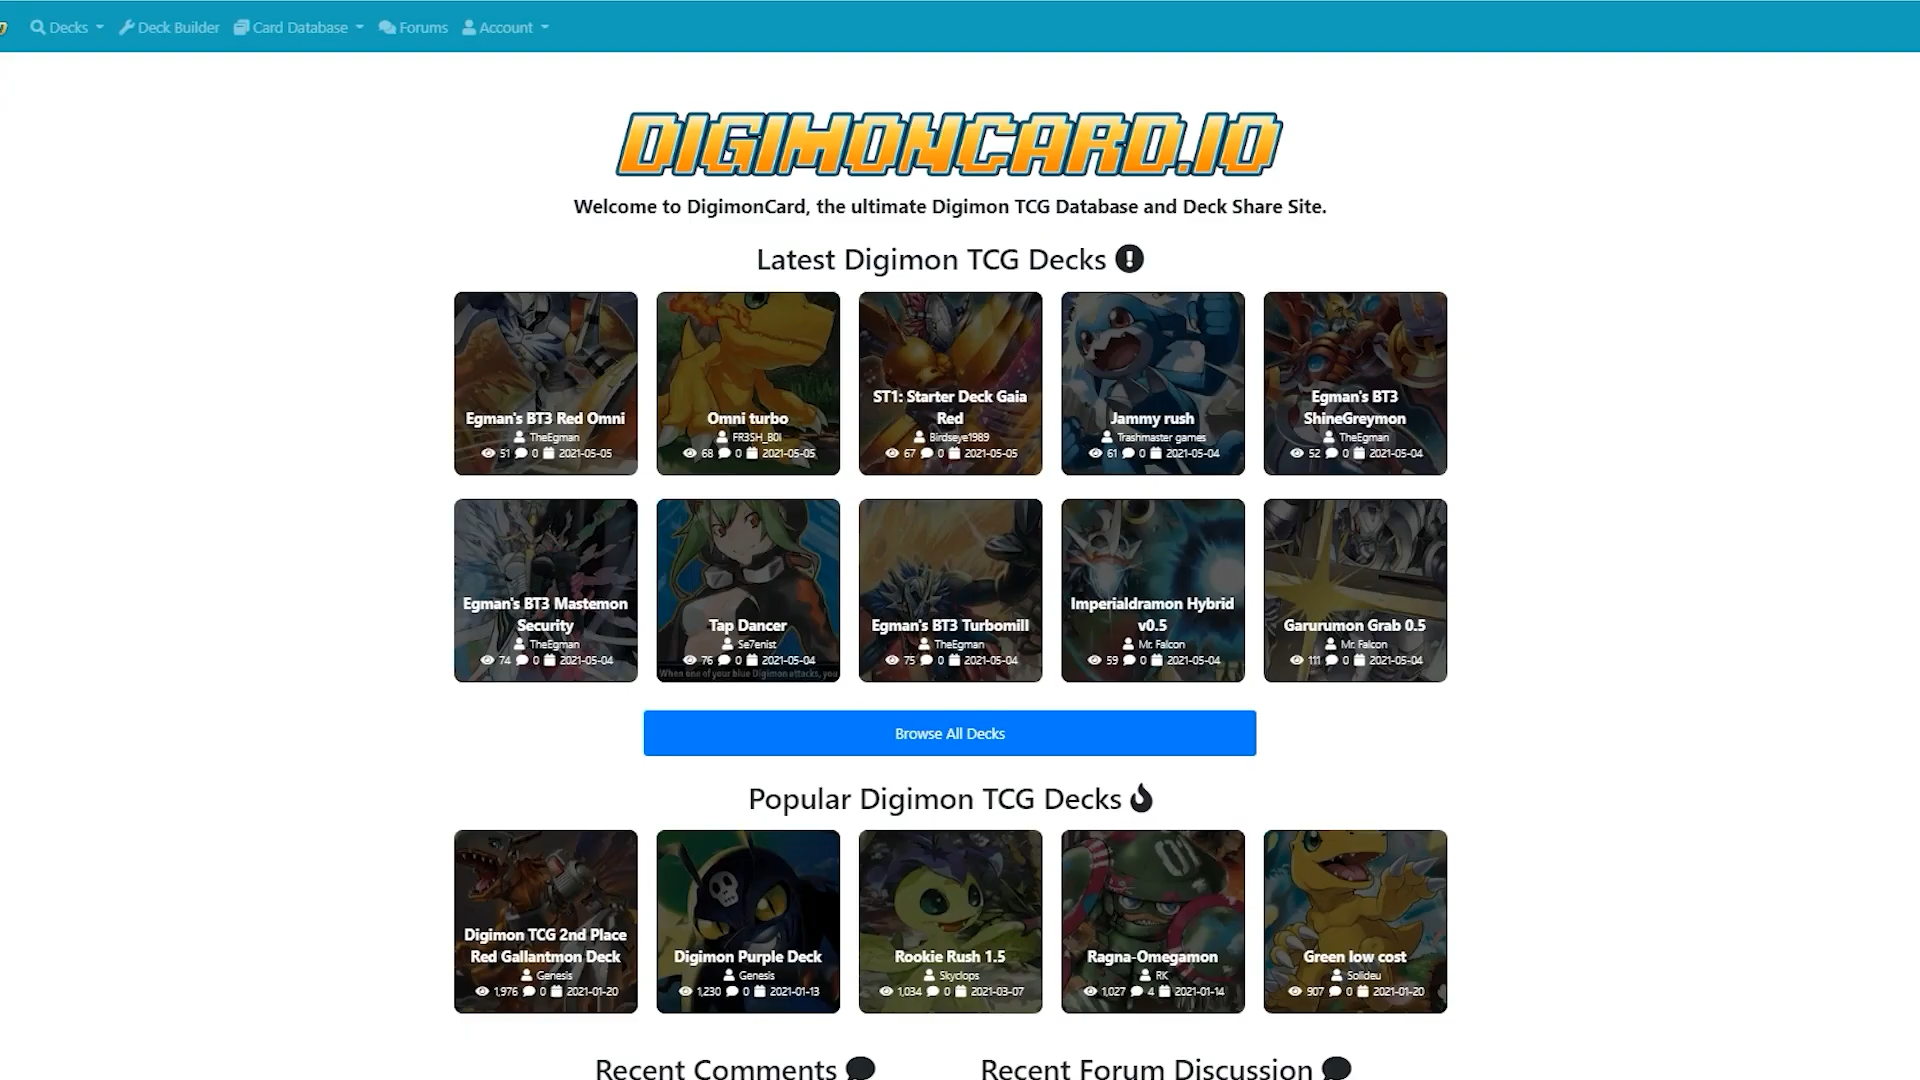 Decks
Deck Builder
Card Database
Forums
Account
DIGIMONCARD.IO
Welcome to DigimonCard, the ultimate Digimon TCG Database and Deck Share Site.
Latest Digimon TCG Decks
Egman's BT3 Red Omni
TheEgman
51 0 2021-05-05
Omni turbo
FR3SH_B0I
68 0 2021-05-05
ST1: Starter Deck Gaia
Red
Birdseye1989
67 0 2021-05-05
Jammy rush
Trashmaster games
61 0 2021-05-04
Egman's BT3
ShineGreymon
TheEgman
52 0 2021-05-04
Egman's BT3 Mastemon
Security
TheEgman
74 0 2021-05-04
Tap Dancer
Se7enist
76 0 2021-05-04
When one of your blue Digimon attacks, you
Egman's BT3 Turbomill
TheEgman
75 0 2021-05-04
Imperialdramon Hybrid
v0.5
Mr. Falcon
59 0 2021-05-04
Garurumon Grab 0.5
Mr. Falcon
111 0 2021-05-04
Browse All Decks
Popular Digimon TCG Decks
Digimon TCG 2nd Place
Red Gallantmon Deck
Genesis
1,976 0 2021-01-20
Digimon Purple Deck
Genesis
1,230 0 2021-01-13
Rookie Rush 1.5
Skyclops
1,034 0 2021-03-07
01
Ragna-Omegamon
RK
1,027 4 2021-01-14
Green low cost
Solideu
907 0 2021-01-20
Recent Comments
Recent Forum Discussion